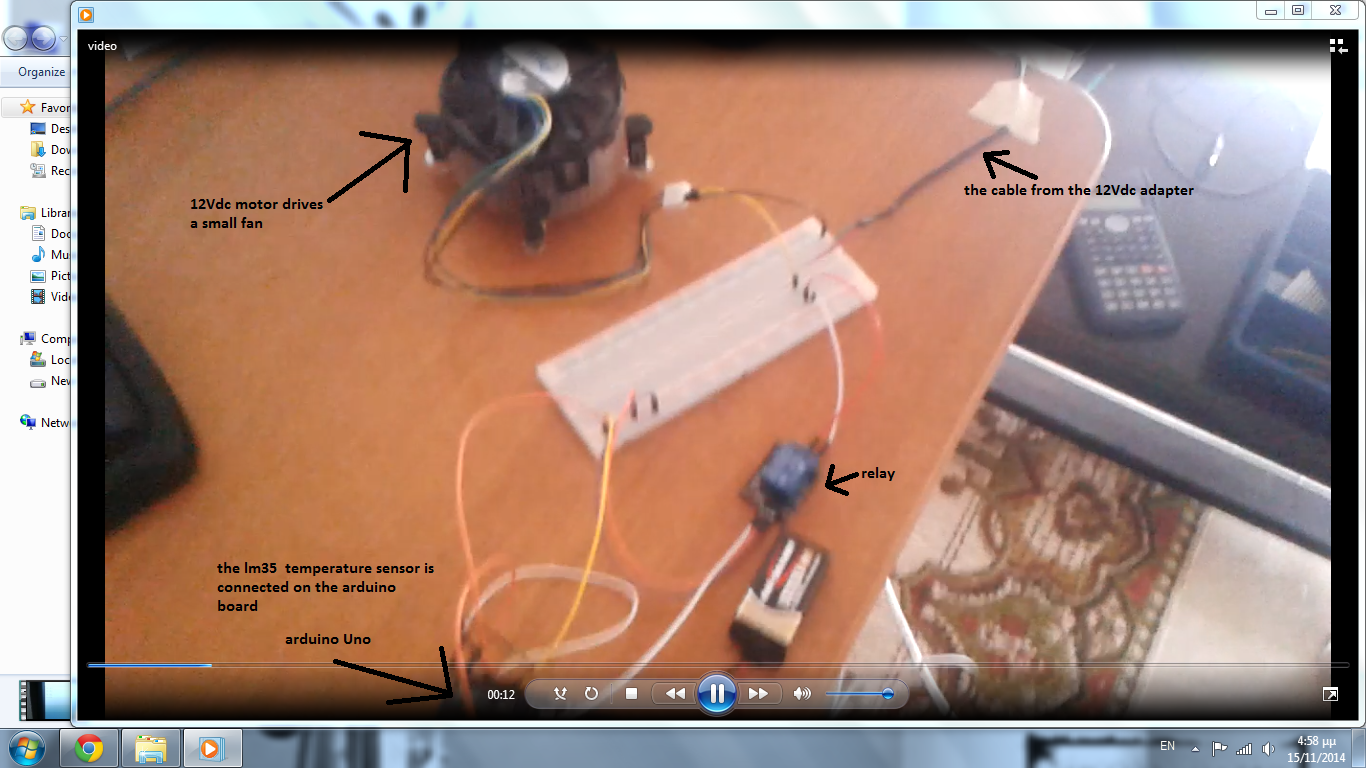 video
Organize
Favor
Des
Dov
Rec
Librar
Doc
Mu
Pict
Vide
Comp
Loc
Nev
Netw
12Vdc motor drives
a small fan
the cable from the 12Vdc adapter
relay
the lm35  temperature sensor is
connected on the arduino
board
arduino Uno
00:12
EN
4:58 μμ
15/11/2014